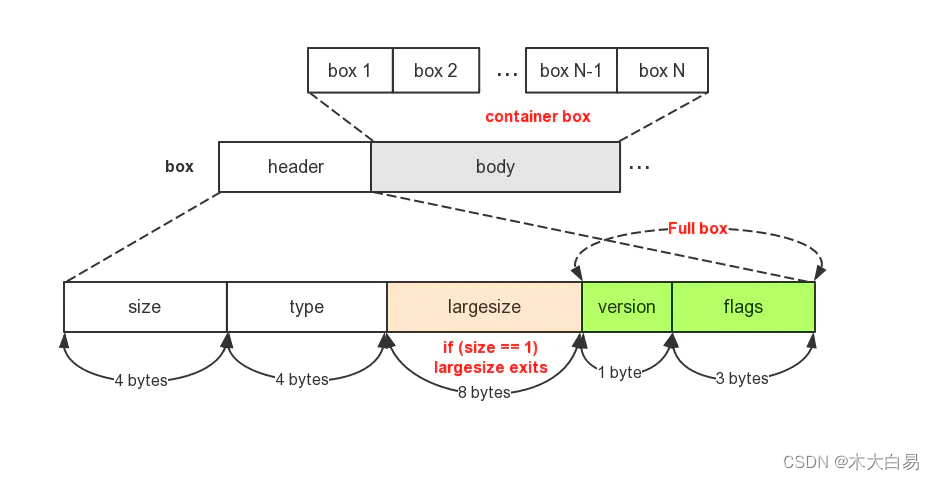 box 1 box 2 ... box N-1 box N
container box
box header body ...
Full box
size type largesize version flags
if (size == 1)
largesize exits
4 bytes 4 bytes 8 bytes 1 byte 3 bytes
CSDN @木大白易